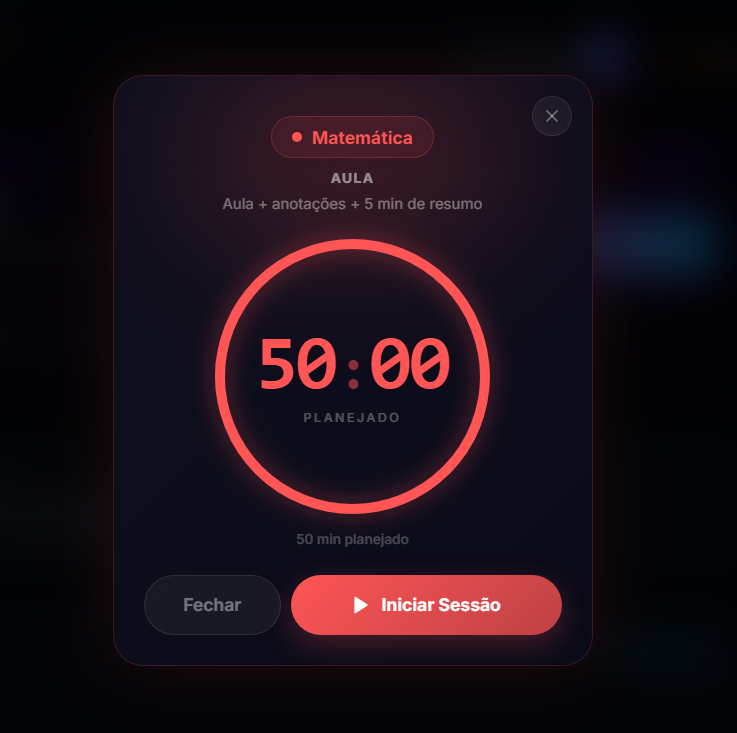 Matemática
AULA
Aula + anotações + 5 min de resumo
50:00
PLANEJADO
50 min planejado
Fechar
Iniciar Sessão